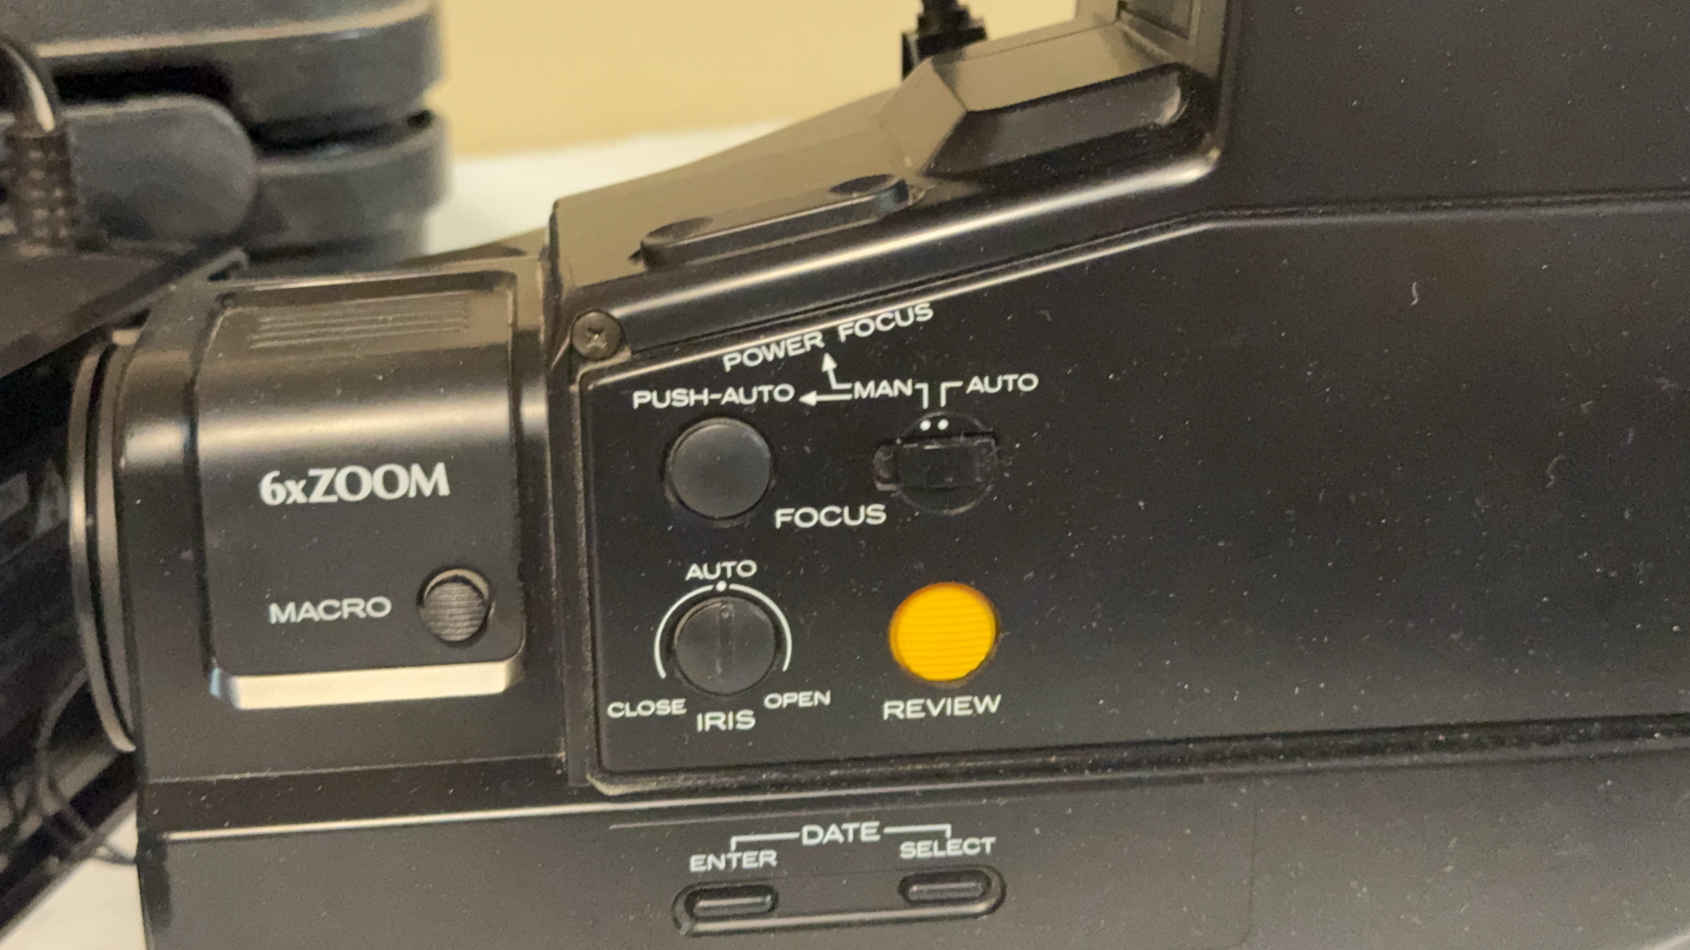 POWER FOCUS
PUSH-AUTO MAN AUTO
6xZOOM
FOCUS
AUTO
MACRO
CLOSE IRIS OPEN
REVIEW
DATE
ENTER SELECT